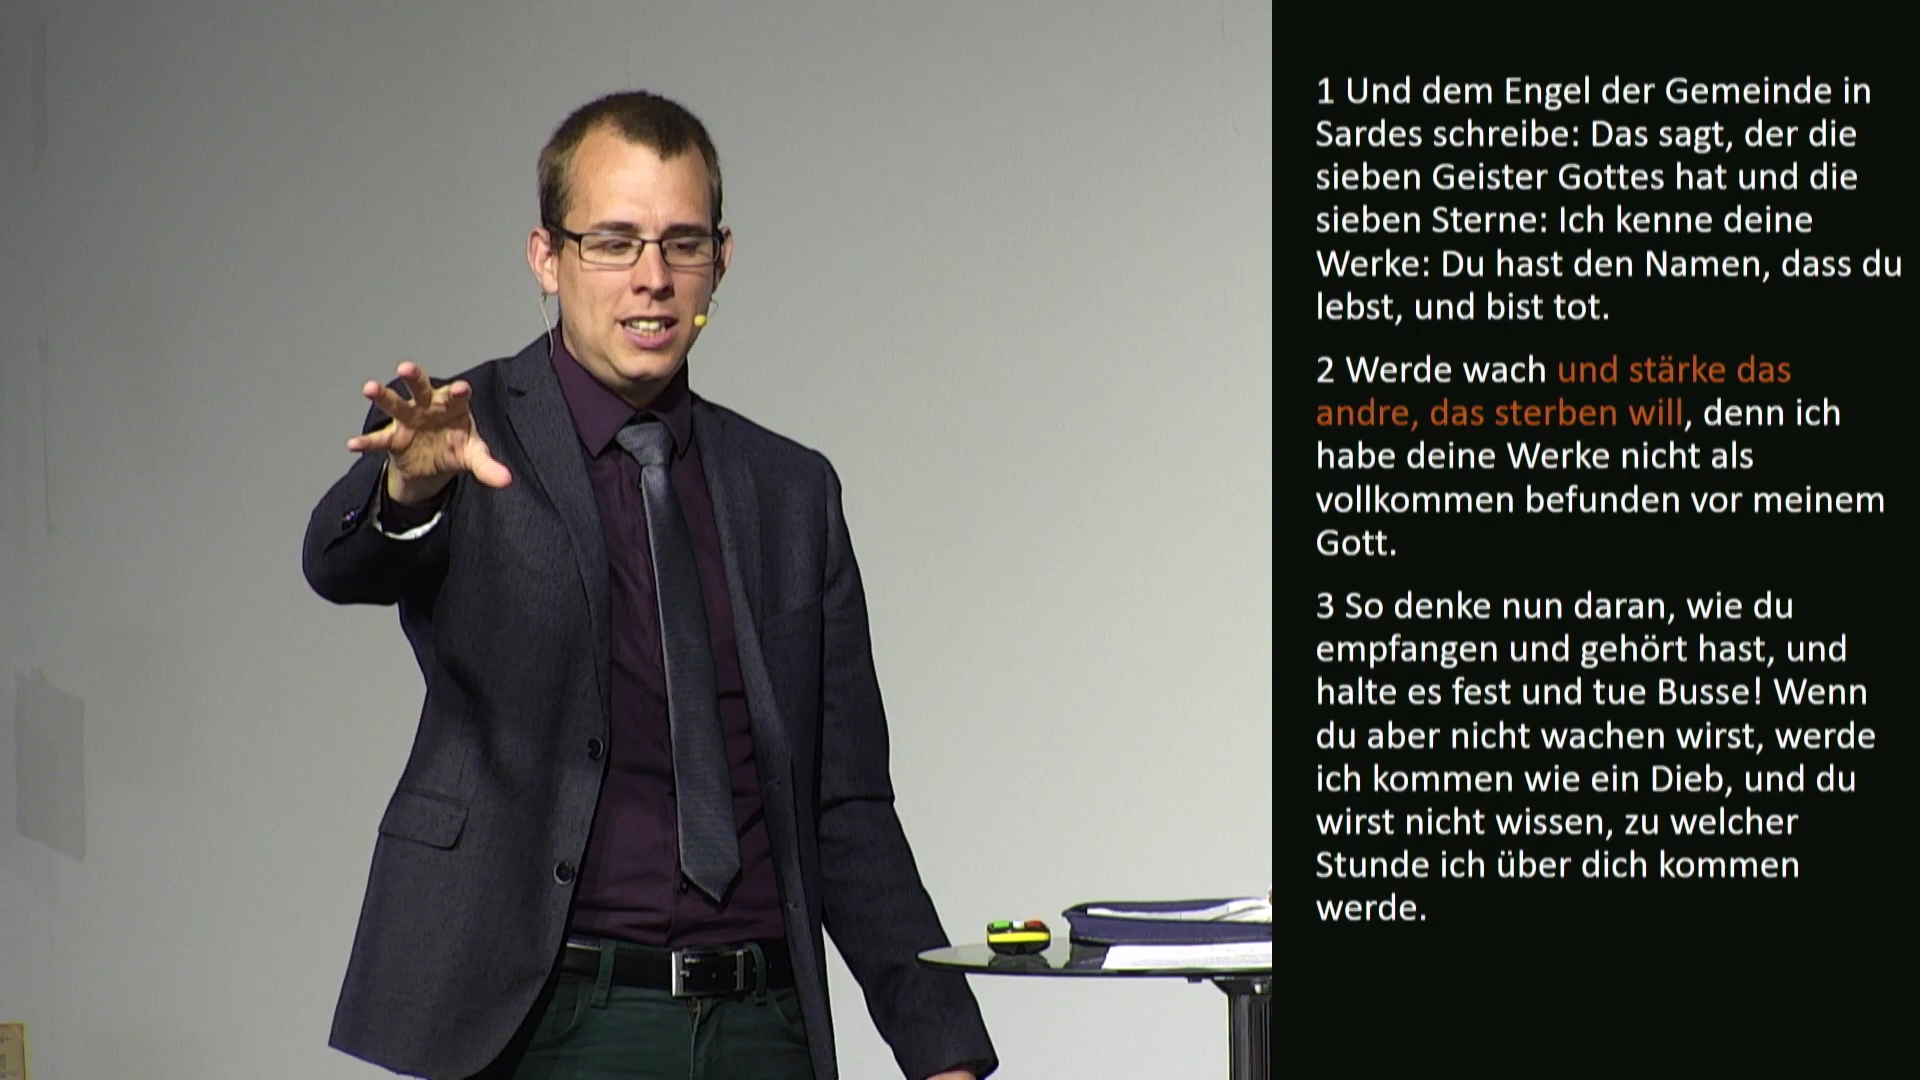 1 Und dem Engel der Gemeinde in
Sardes schreibe: Das sagt, der die
sieben Geister Gottes hat und die
sieben Sterne: Ich kenne deine
Werke: Du hast den Namen, dass du
lebst, und bist tot.
2 Werde wach und stärke das
andre, das sterben will, denn ich
habe deine Werke nicht als
vollkommen befunden vor meinem
Gott.
3 So denke nun daran, wie du
empfangen und gehört hast, und
halte es fest und tue Busse! Wenn
du aber nicht wachen wirst, werde
ich kommen wie ein Dieb, und du
wirst nicht wissen, zu welcher
Stunde ich über dich kommen
werde.